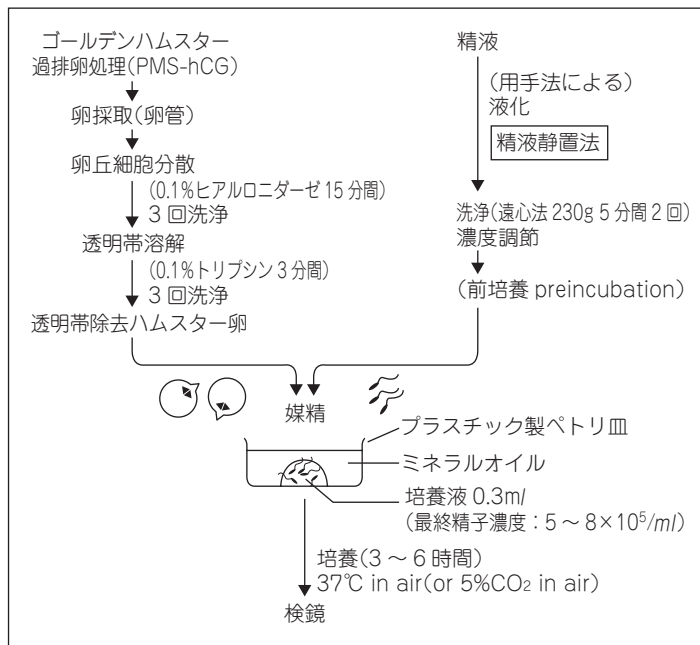 ゴールデンハムスター
過排卵処理(PMS-hCG)
卵採取(卵管)
卵丘細胞分散
(0.1%ヒアルロニダーゼ 15 分間)
3 回洗浄
透明帯溶解
(0.1%トリプシン 3 分間)
3 回洗浄
透明帯除去ハムスター卵
精液
(用手法による)
液化
精液静置法
洗浄(遠心法 230g 5 分間 2 回)
濃度調節
(前培養 preincubation)
媒精
プラスチック製ペトリ皿
ミネラルオイル
培養液 0.3ml
(最終精子濃度:5 ~ 8×10⁵/ml)
培養(3 ~ 6 時間)
37℃ in air(or 5%CO₂ in air)
検鏡